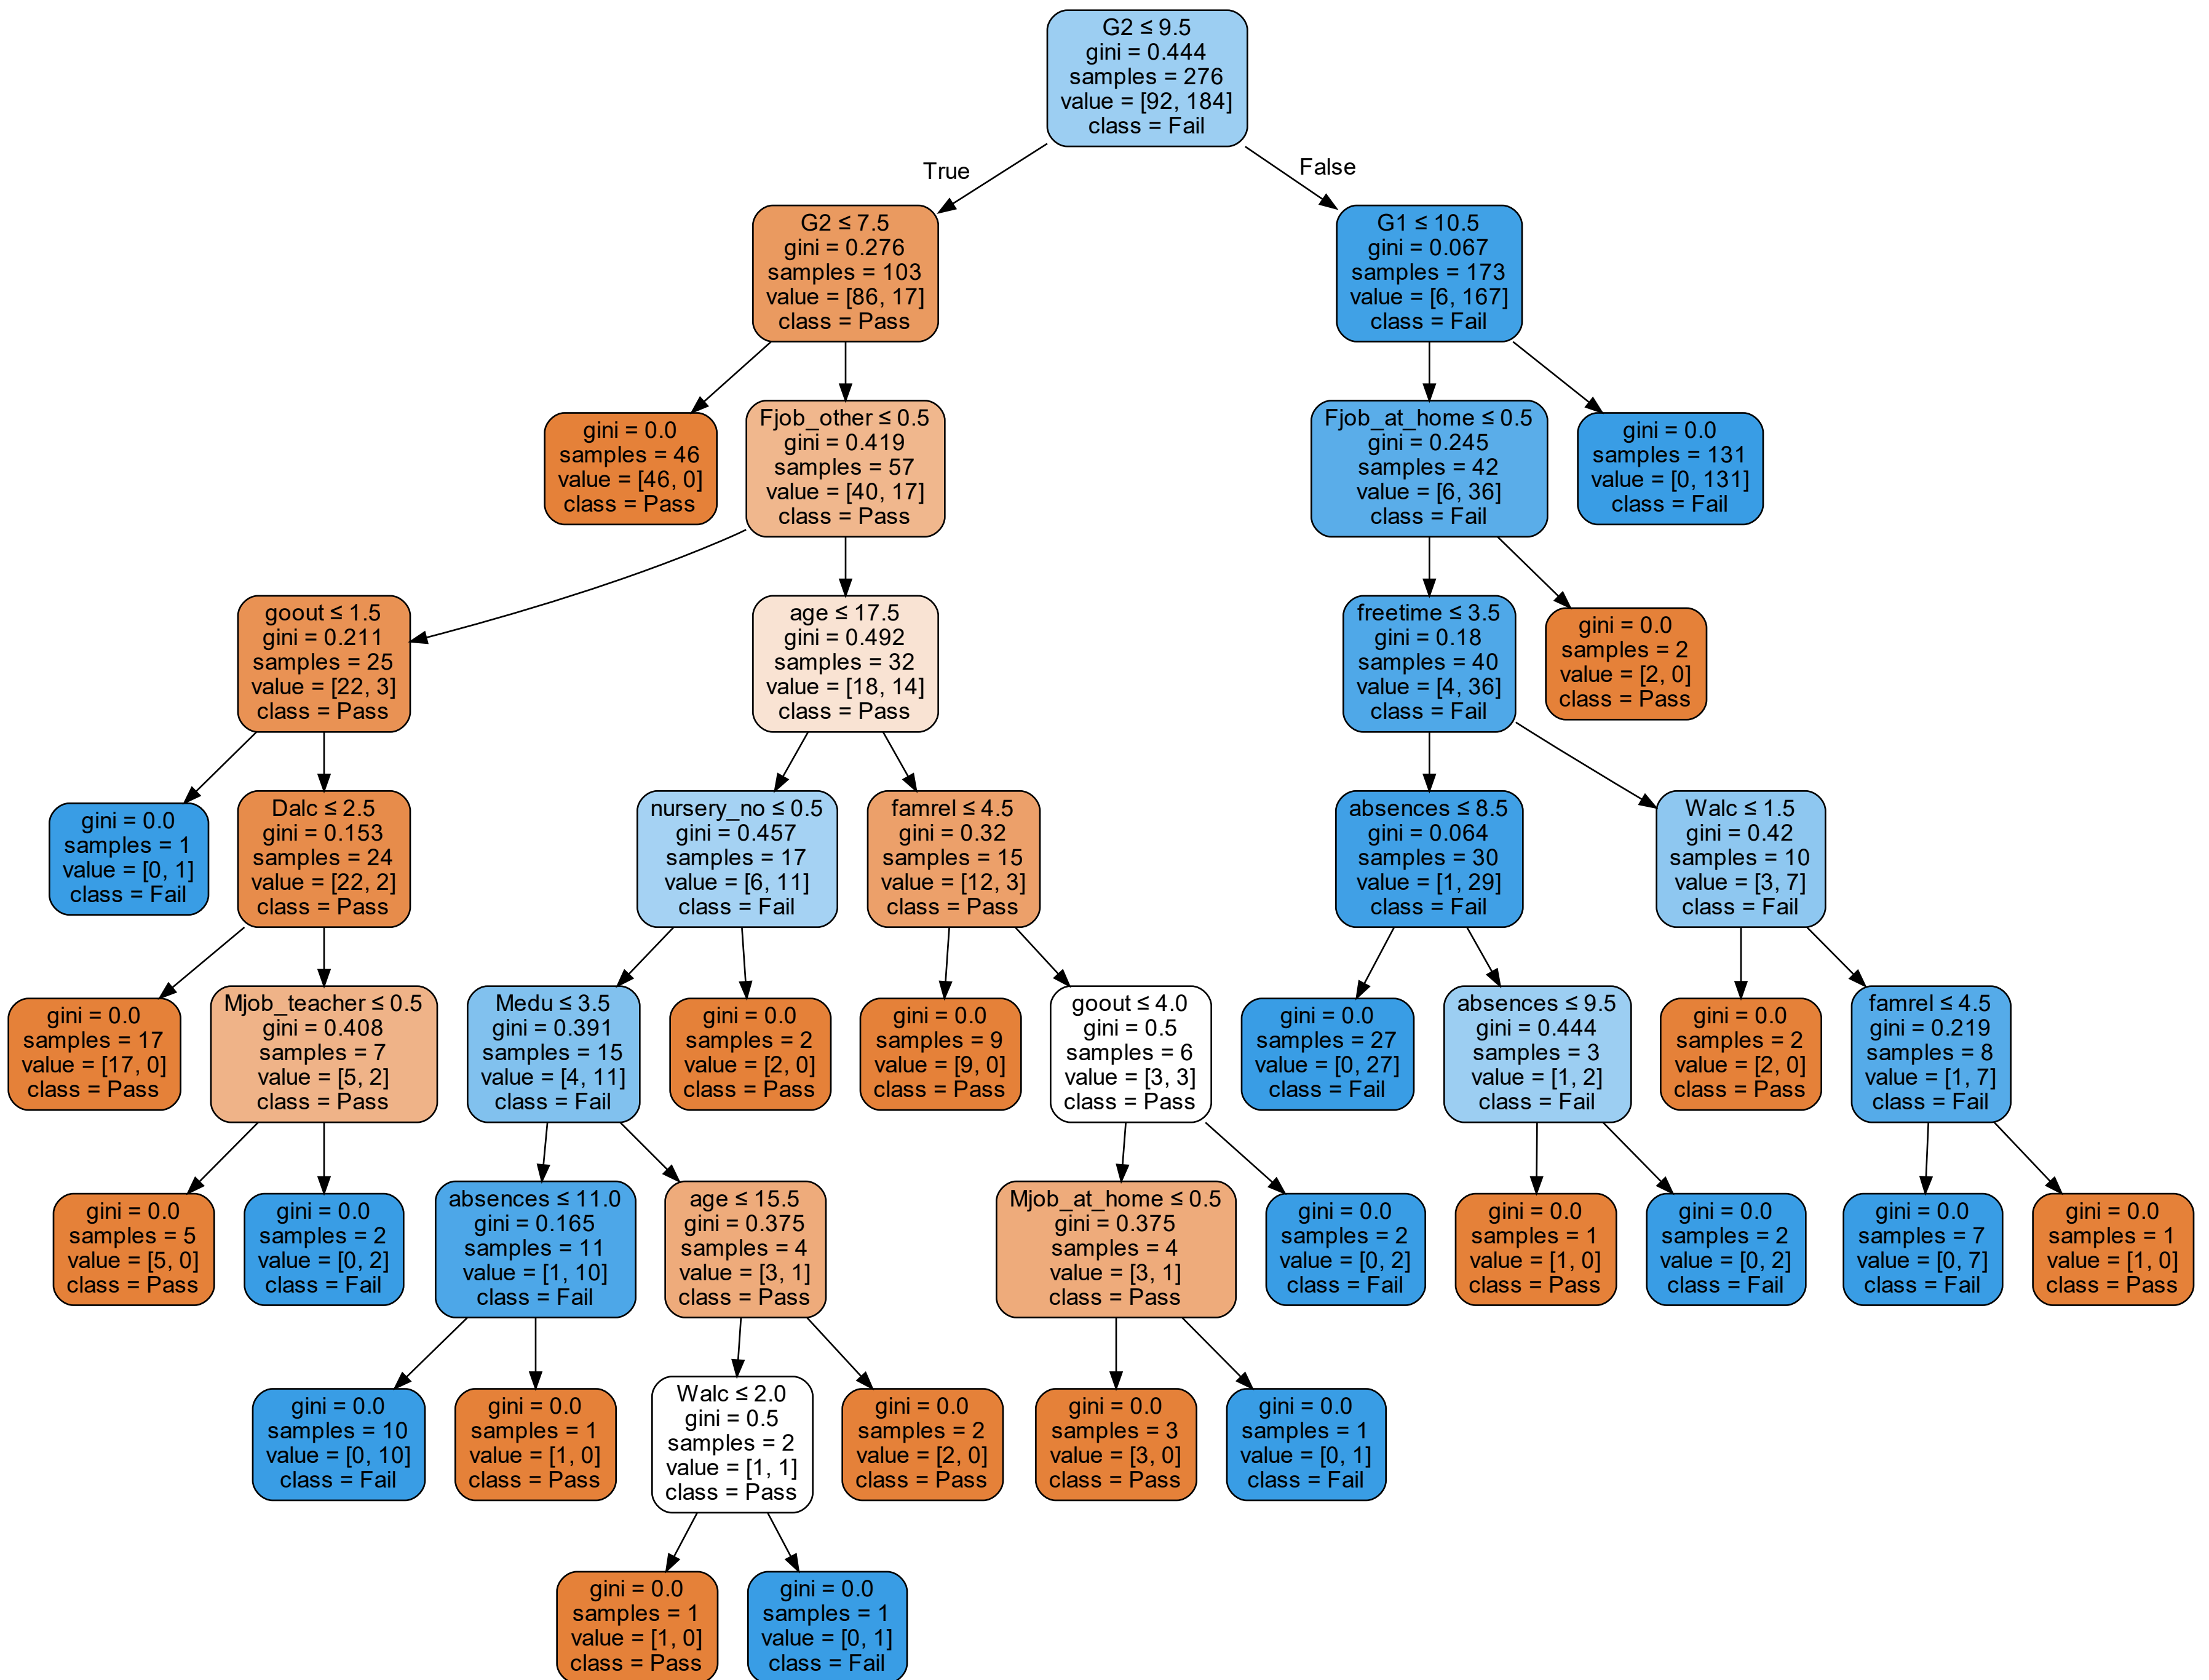 G2 ≤ 9.5
gini = 0.444
samples = 276
value = [92, 184]
class = Fail
True
False
G2 ≤ 7.5
gini = 0.276
samples = 103
value = [86, 17]
class = Pass
G1 ≤ 10.5
gini = 0.067
samples = 173
value = [6, 167]
class = Fail
gini = 0.0
samples = 46
value = [46, 0]
class = Pass
Fjob_other ≤ 0.5
gini = 0.419
samples = 57
value = [40, 17]
class = Pass
Fjob_at_home ≤ 0.5
gini = 0.245
samples = 42
value = [6, 36]
class = Fail
gini = 0.0
samples = 131
value = [0, 131]
class = Fail
goout ≤ 1.5
gini = 0.211
samples = 25
value = [22, 3]
class = Pass
age ≤ 17.5
gini = 0.492
samples = 32
value = [18, 14]
class = Pass
freetime ≤ 3.5
gini = 0.18
samples = 40
value = [4, 36]
class = Fail
gini = 0.0
samples = 2
value = [2, 0]
class = Pass
gini = 0.0
samples = 1
value = [0, 1]
class = Fail
Dalc ≤ 2.5
gini = 0.153
samples = 24
value = [22, 2]
class = Pass
nursery_no ≤ 0.5
gini = 0.457
samples = 17
value = [6, 11]
class = Fail
famrel ≤ 4.5
gini = 0.32
samples = 15
value = [12, 3]
class = Pass
absences ≤ 8.5
gini = 0.064
samples = 30
value = [1, 29]
class = Fail
Walc ≤ 1.5
gini = 0.42
samples = 10
value = [3, 7]
class = Fail
gini = 0.0
samples = 17
value = [17, 0]
class = Pass
Mjob_teacher ≤ 0.5
gini = 0.408
samples = 7
value = [5, 2]
class = Pass
Medu ≤ 3.5
gini = 0.391
samples = 15
value = [4, 11]
class = Fail
gini = 0.0
samples = 2
value = [2, 0]
class = Pass
gini = 0.0
samples = 9
value = [9, 0]
class = Pass
goout ≤ 4.0
gini = 0.5
samples = 6
value = [3, 3]
class = Pass
gini = 0.0
samples = 27
value = [0, 27]
class = Fail
absences ≤ 9.5
gini = 0.444
samples = 3
value = [1, 2]
class = Fail
gini = 0.0
samples = 2
value = [2, 0]
class = Pass
famrel ≤ 4.5
gini = 0.219
samples = 8
value = [1, 7]
class = Fail
gini = 0.0
samples = 5
value = [5, 0]
class = Pass
gini = 0.0
samples = 2
value = [0, 2]
class = Fail
absences ≤ 11.0
gini = 0.165
samples = 11
value = [1, 10]
class = Fail
age ≤ 15.5
gini = 0.375
samples = 4
value = [3, 1]
class = Pass
Mjob_at_home ≤ 0.5
gini = 0.375
samples = 4
value = [3, 1]
class = Pass
gini = 0.0
samples = 2
value = [0, 2]
class = Fail
gini = 0.0
samples = 1
value = [1, 0]
class = Pass
gini = 0.0
samples = 2
value = [0, 2]
class = Fail
gini = 0.0
samples = 7
value = [0, 7]
class = Fail
gini = 0.0
samples = 1
value = [1, 0]
class = Pass
gini = 0.0
samples = 10
value = [0, 10]
class = Fail
gini = 0.0
samples = 1
value = [1, 0]
class = Pass
Walc ≤ 2.0
gini = 0.5
samples = 2
value = [1, 1]
class = Pass
gini = 0.0
samples = 2
value = [2, 0]
class = Pass
gini = 0.0
samples = 3
value = [3, 0]
class = Pass
gini = 0.0
samples = 1
value = [0, 1]
class = Fail
gini = 0.0
samples = 1
value = [1, 0]
class = Pass
gini = 0.0
samples = 1
value = [0, 1]
class = Fail